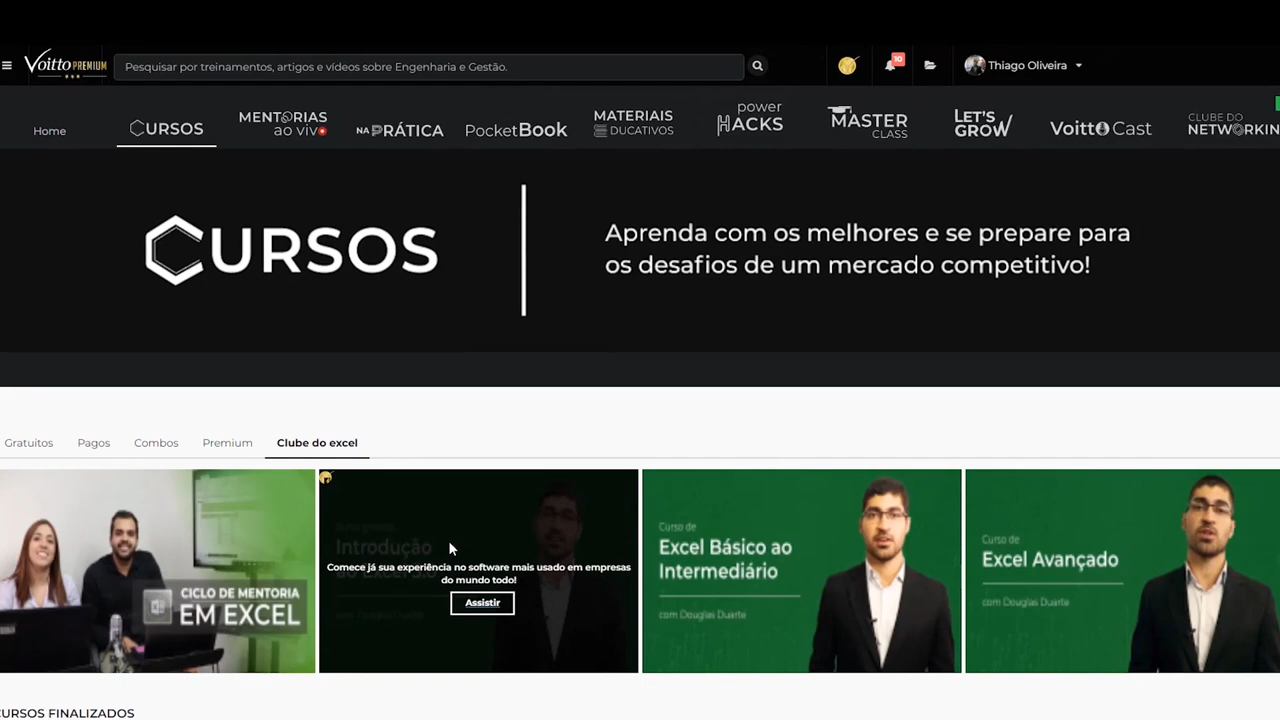 Voitto PREMIUM
Pesquisar por treinamentos, artigos e vídeos sobre Engenharia e Gestão.
10
Thiago Oliveira
Home
CURSOS
MENTORIAS
ao vivo
NA PRÁTICA
PocketBook
MATERIAIS
EDUCATIVOS
power
HACKS
MASTER
CLASS
LET'S
GROW
Voitto Cast
CLUBE DO
NETWORKIN
CURSOS
Aprenda com os melhores e se prepare para
os desafios de um mercado competitivo!
Gratuitos
Pagos
Combos
Premium
Clube do excel
CICLO DE MENTORIA
EM EXCEL
Introdução
Comece já sua experiência no software mais usado em empresas
do mundo todo!
Assistir
Curso de
Excel Básico ao
Intermediário
com Douglas Duarte
Curso de
Excel Avançado
com Douglas Duarte
CURSOS FINALIZADOS